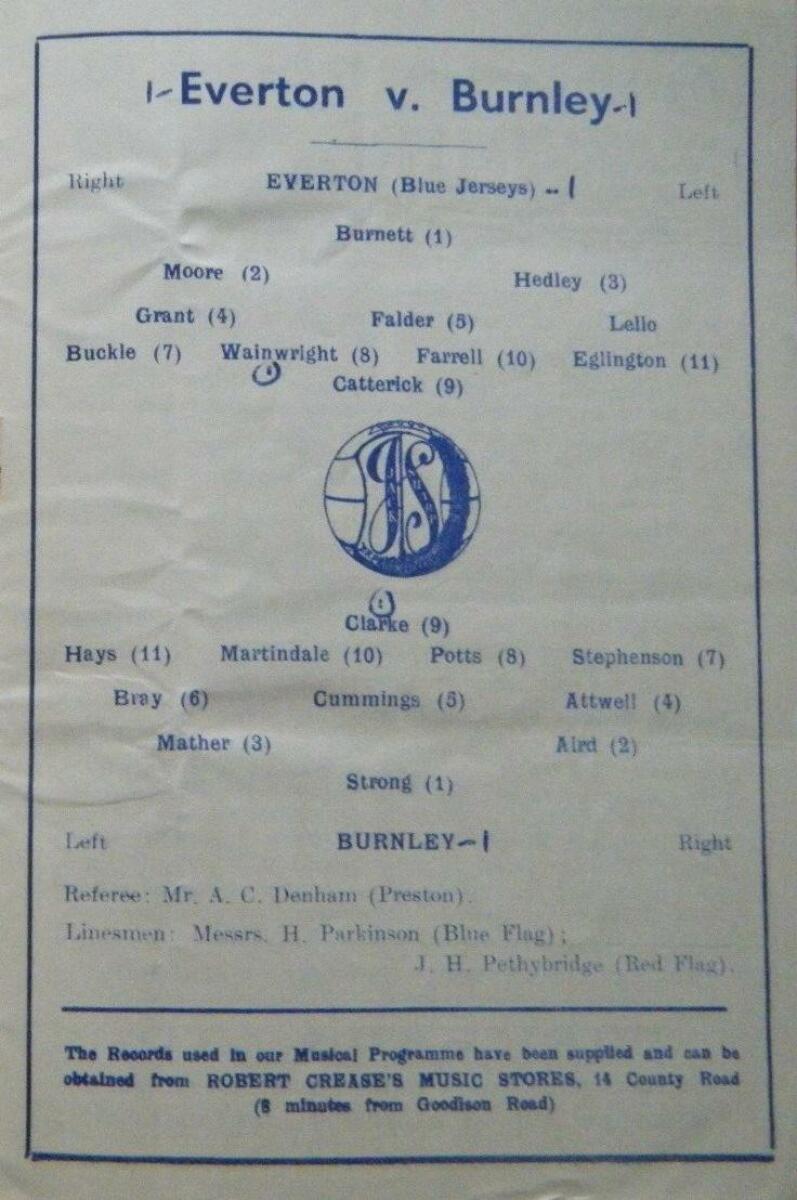 1-Everton v. Burnley-1
Right EVERTON (Blue Jerseys) -- 1 Left
Burnett (1)
Moore (2) Hedley (3)
Grant (4) Falder (5) Lello
Buckle (7) Wainwright (8) Farrell (10) Eglington (11)
1
Catterick (9)
JACK
1
Clarke (9)
Hays (11) Martindale (10) Potts (8) Stephenson (7)
Bray (6) Cummings (5) Attwell (4)
Mather (3) Aird (2)
Strong (1)
Left BURNLEY-1 Right
Referee: Mr. A. C. Denham (Preston).
Linesmen: Messrs. H. Parkinson (Blue Flag);
J. H. Pethybridge (Red Flag).
The Records used in our Musical Programme have been supplied and can be
obtained from ROBERT CREASE'S MUSIC STORES, 14 County Road
(8 minutes from Goodison Road)